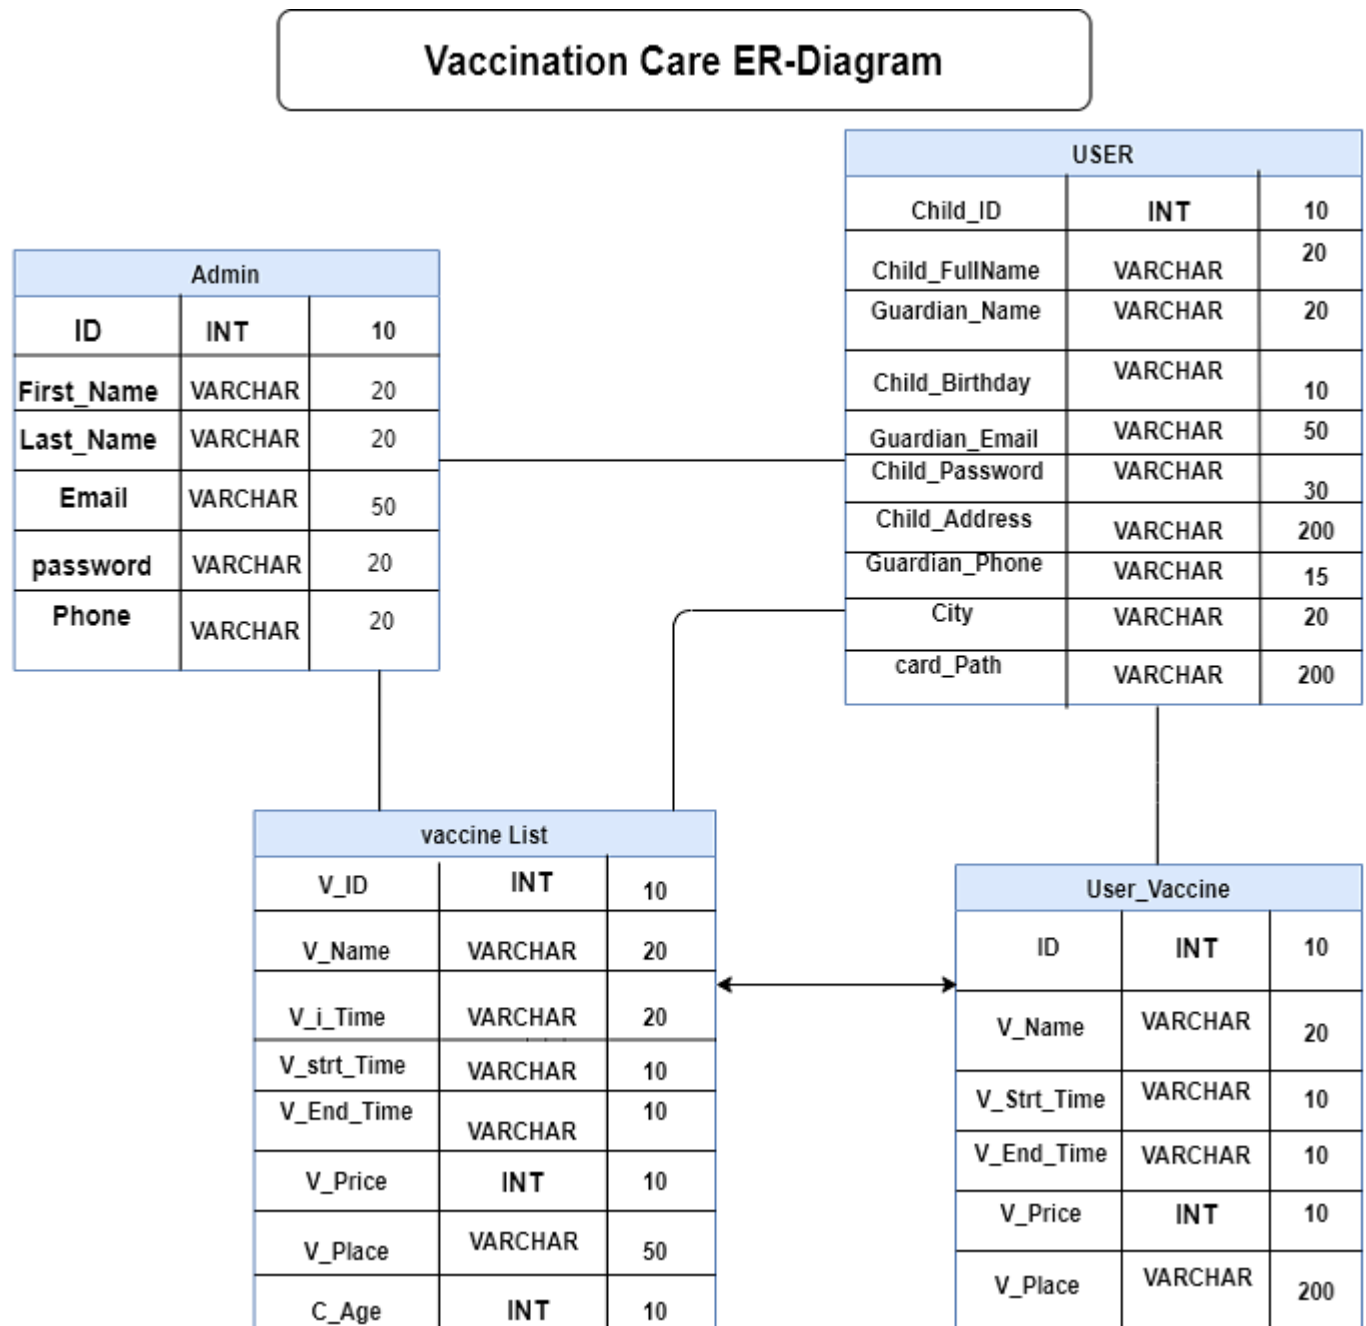 Vaccination Care ER-Diagram
USER
Child_ID INT 10
Child_FullName VARCHAR 20
Guardian_Name VARCHAR 20
Child_Birthday VARCHAR 10
Guardian_Email VARCHAR 50
Child_Password VARCHAR 30
Child_Address VARCHAR 200
Guardian_Phone VARCHAR 15
City VARCHAR 20
card_Path VARCHAR 200
Admin
ID INT 10
First_Name VARCHAR 20
Last_Name VARCHAR 20
Email VARCHAR 50
password VARCHAR 20
Phone VARCHAR 20
vaccine List
V_ID INT 10
V_Name VARCHAR 20
V_i_Time VARCHAR 20
V_strt_Time VARCHAR 10
V_End_Time VARCHAR 10
V_Price INT 10
V_Place VARCHAR 50
C_Age INT 10
User_Vaccine
ID INT 10
V_Name VARCHAR 20
V_Strt_Time VARCHAR 10
V_End_Time VARCHAR 10
V_Price INT 10
V_Place VARCHAR 200